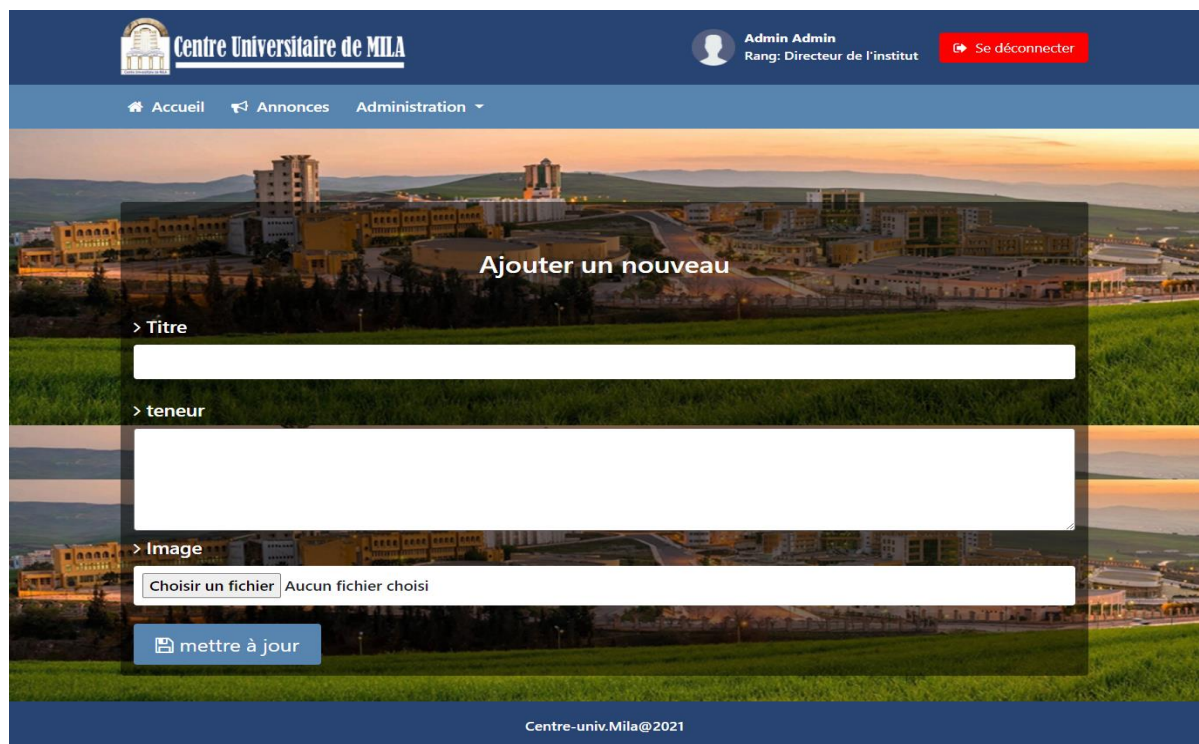 Centre Universitaire de MILA
Admin Admin
Rang: Directeur de l'institut
Se déconnecter
Accueil
Annonces
Administration
Ajouter un nouveau
> Titre
> teneur
> Image
Choisir un fichier Aucun fichier choisi
mettre à jour
Centre-univ.Mila@2021